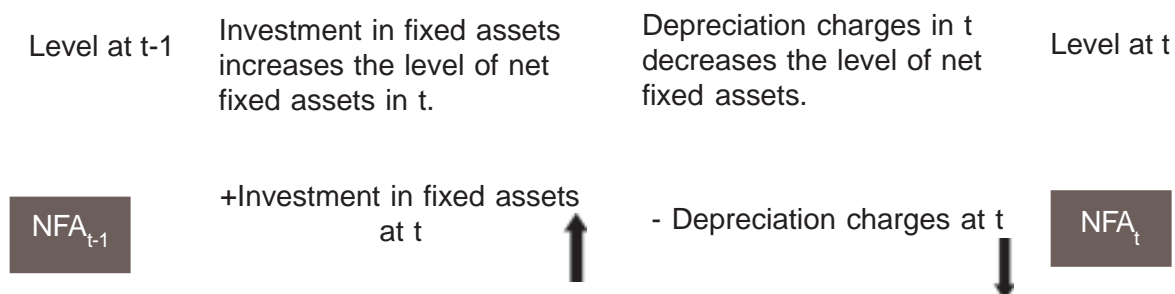 Level at t-1
Investment in fixed assets
increases the level of net
fixed assets in t.
Depreciation charges in t
decreases the level of net
fixed assets.
Level at t
NFAt-1
+Investment in fixed assets
at t
- Depreciation charges at t
NFAt